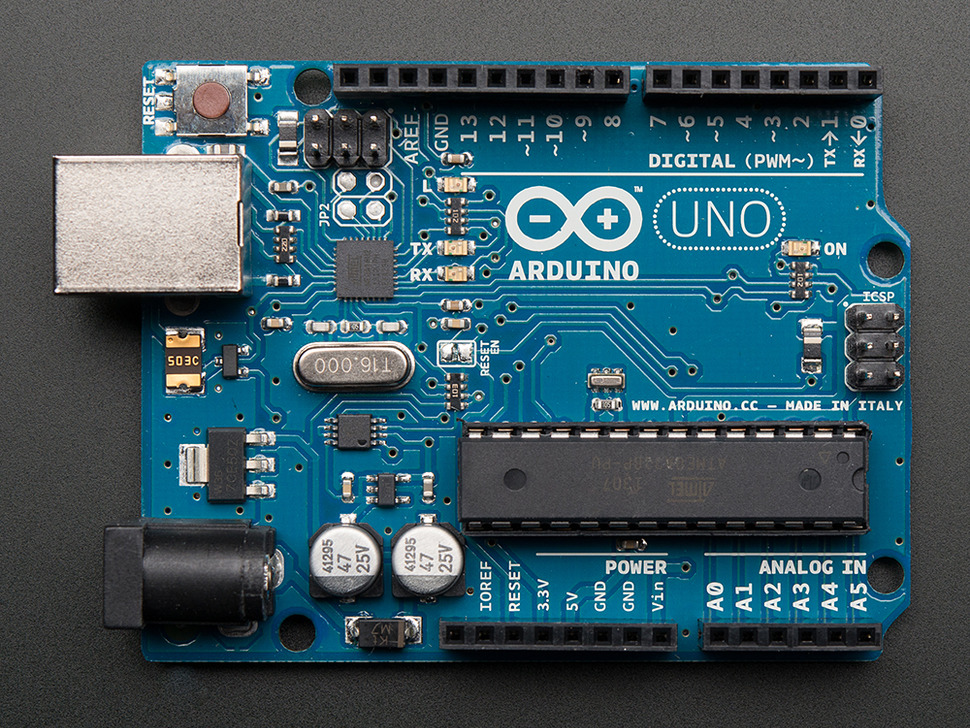 RESET
AREF
GND
13
12
~11
~10
~9
8
7
~6
~5
4
~3
2
TX→1
RX←0
DIGITAL (PWM~)
JP2
L
TX
RX
™
UNO
ARDUINO
ON
ICSP
RESET
EN
503C
T16.000
WWW.ARDUINO.CC – MADE IN ITALY
41295
47
25V
41295
47
25V
K1
M7
POWER
ANALOG IN
IOREF
RESET
3.3V
5V
GND
GND
Vin
A0
A1
A2
A3
A4
A5